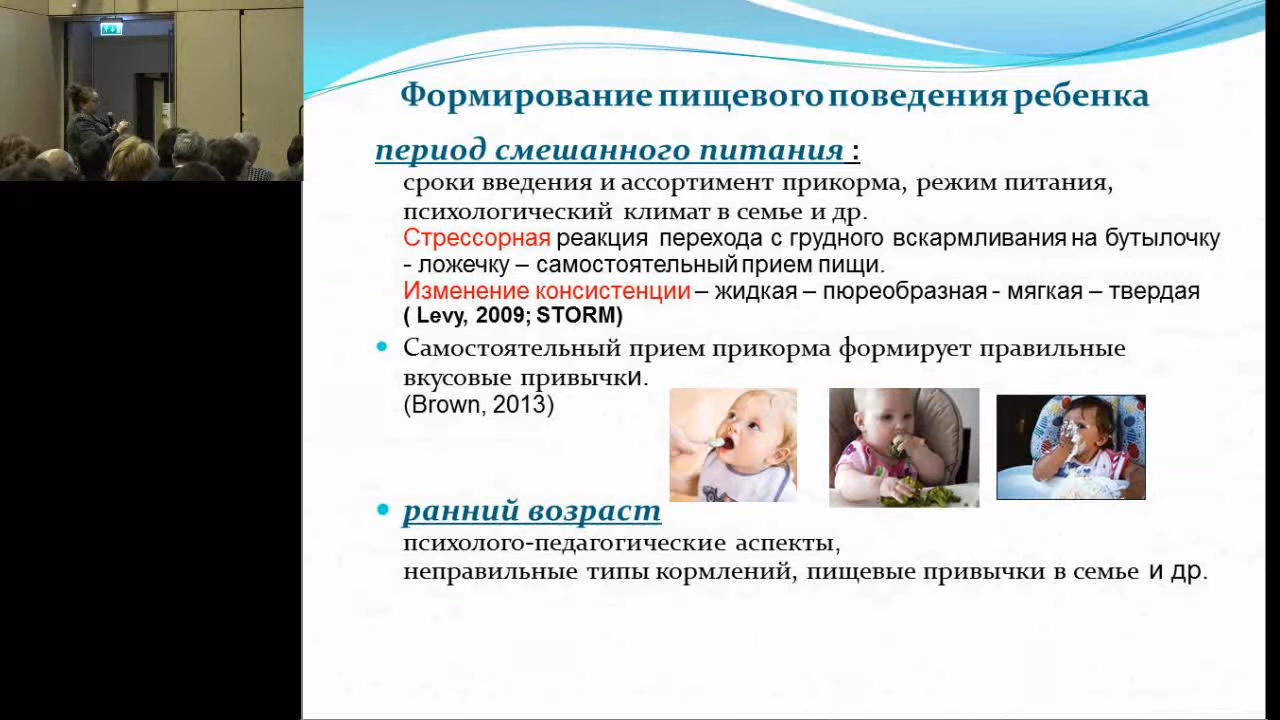 Формирование пищевого поведения ребенка
период смешанного питания :
сроки введения и ассортимент прикорма, режим питания,
психологический климат в семье и др.
Стрессорная реакция перехода с грудного вскармливания на бутылочку
- ложечку – самостоятельный прием пищи.
Изменение консистенции – жидкая – пюреобразная - мягкая – твердая
( Levy, 2009; STORM)
Самостоятельный прием прикорма формирует правильные
вкусовые привычки.
(Brown, 2013)
ранний возраст
психолого-педагогические аспекты,
неправильные типы кормлений, пищевые привычки в семье и др.